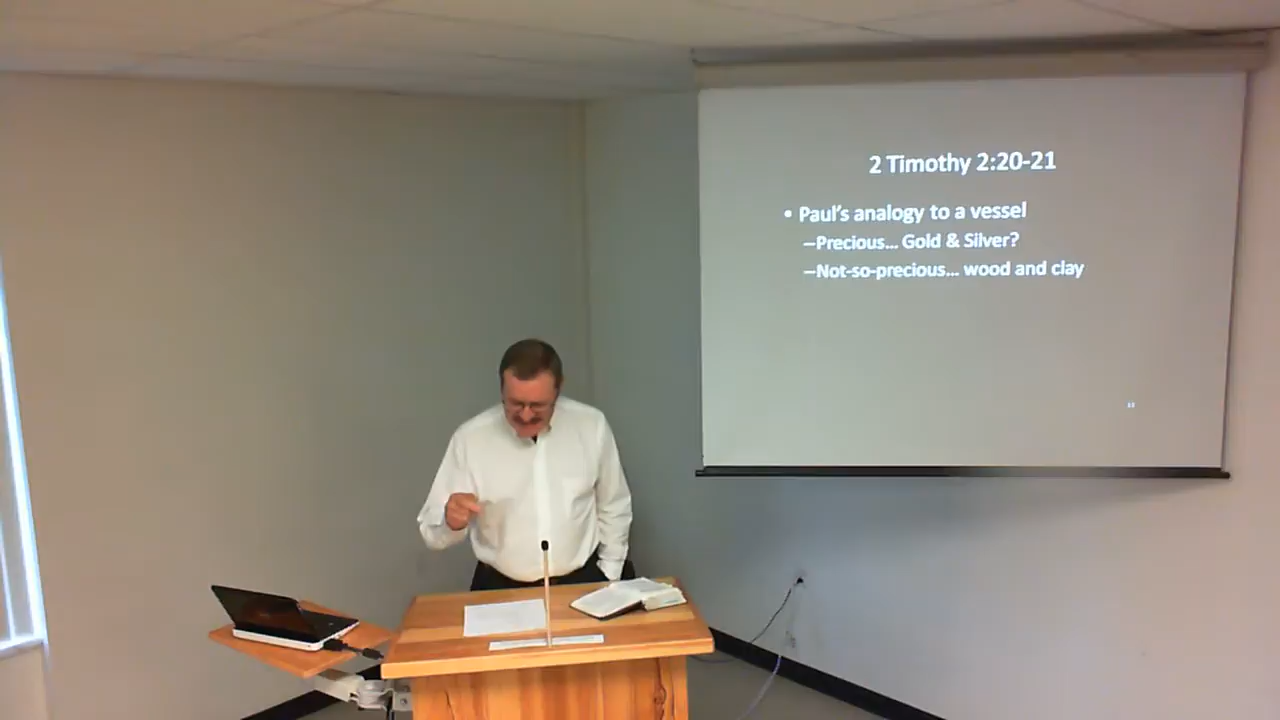 2 Timothy 2:20-21
• Paul's analogy to a vessel
–Precious... Gold & Silver?
–Not-so-precious... wood and clay